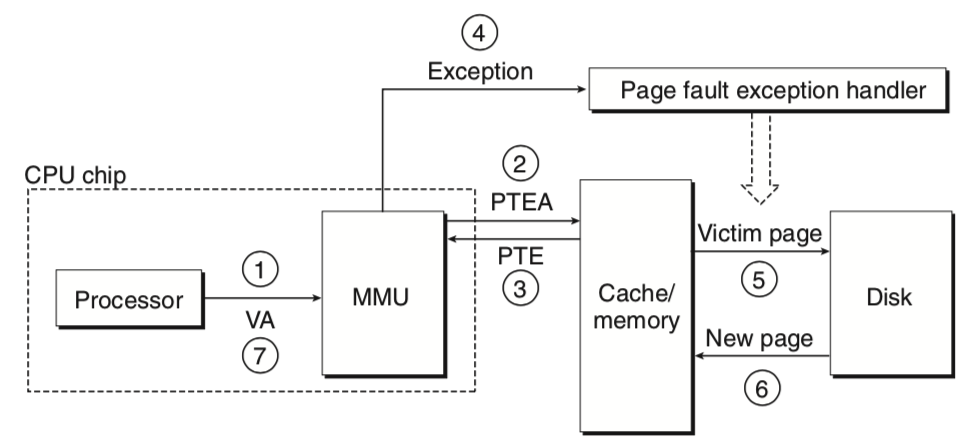 ④
Exception
Page fault exception handler
CPU chip
②
PTEA
PTE
③
①
VA
⑦
Processor
MMU
Cache/
memory
Victim page
⑤
New page
⑥
Disk